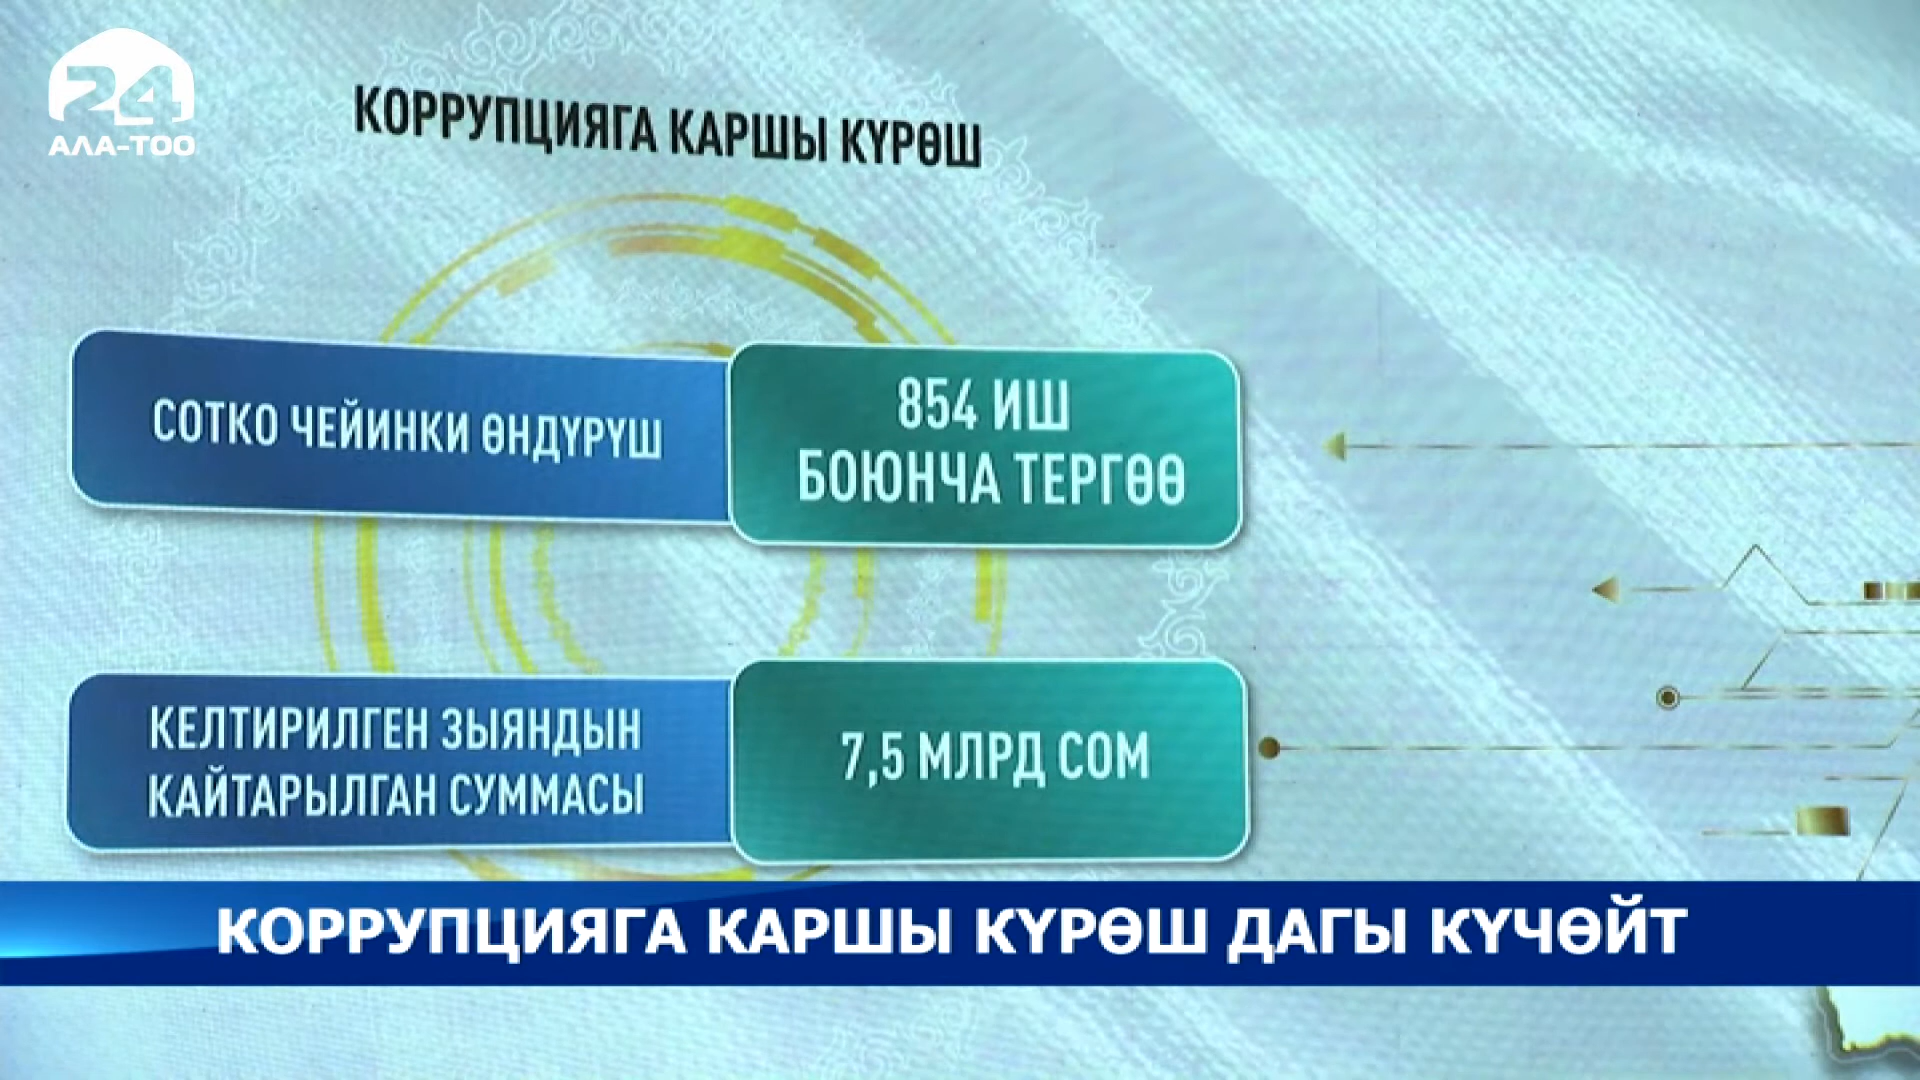 24
АЛА-ТОО
КОРРУПЦИЯГА КАРШЫ КҮРӨШ
СОТКО ЧЕЙИНКИ ӨНДҮРҮШ
854 ИШ
БОЮНЧА ТЕРГӨӨ
КЕЛТИРИЛГЕН ЗЫЯНДЫН
КАЙТАРЫЛГАН СУММАСЫ
7,5 МЛРД СОМ
КОРРУПЦИЯГА КАРШЫ КҮРӨШ ДАГЫ КҮЧӨЙТ